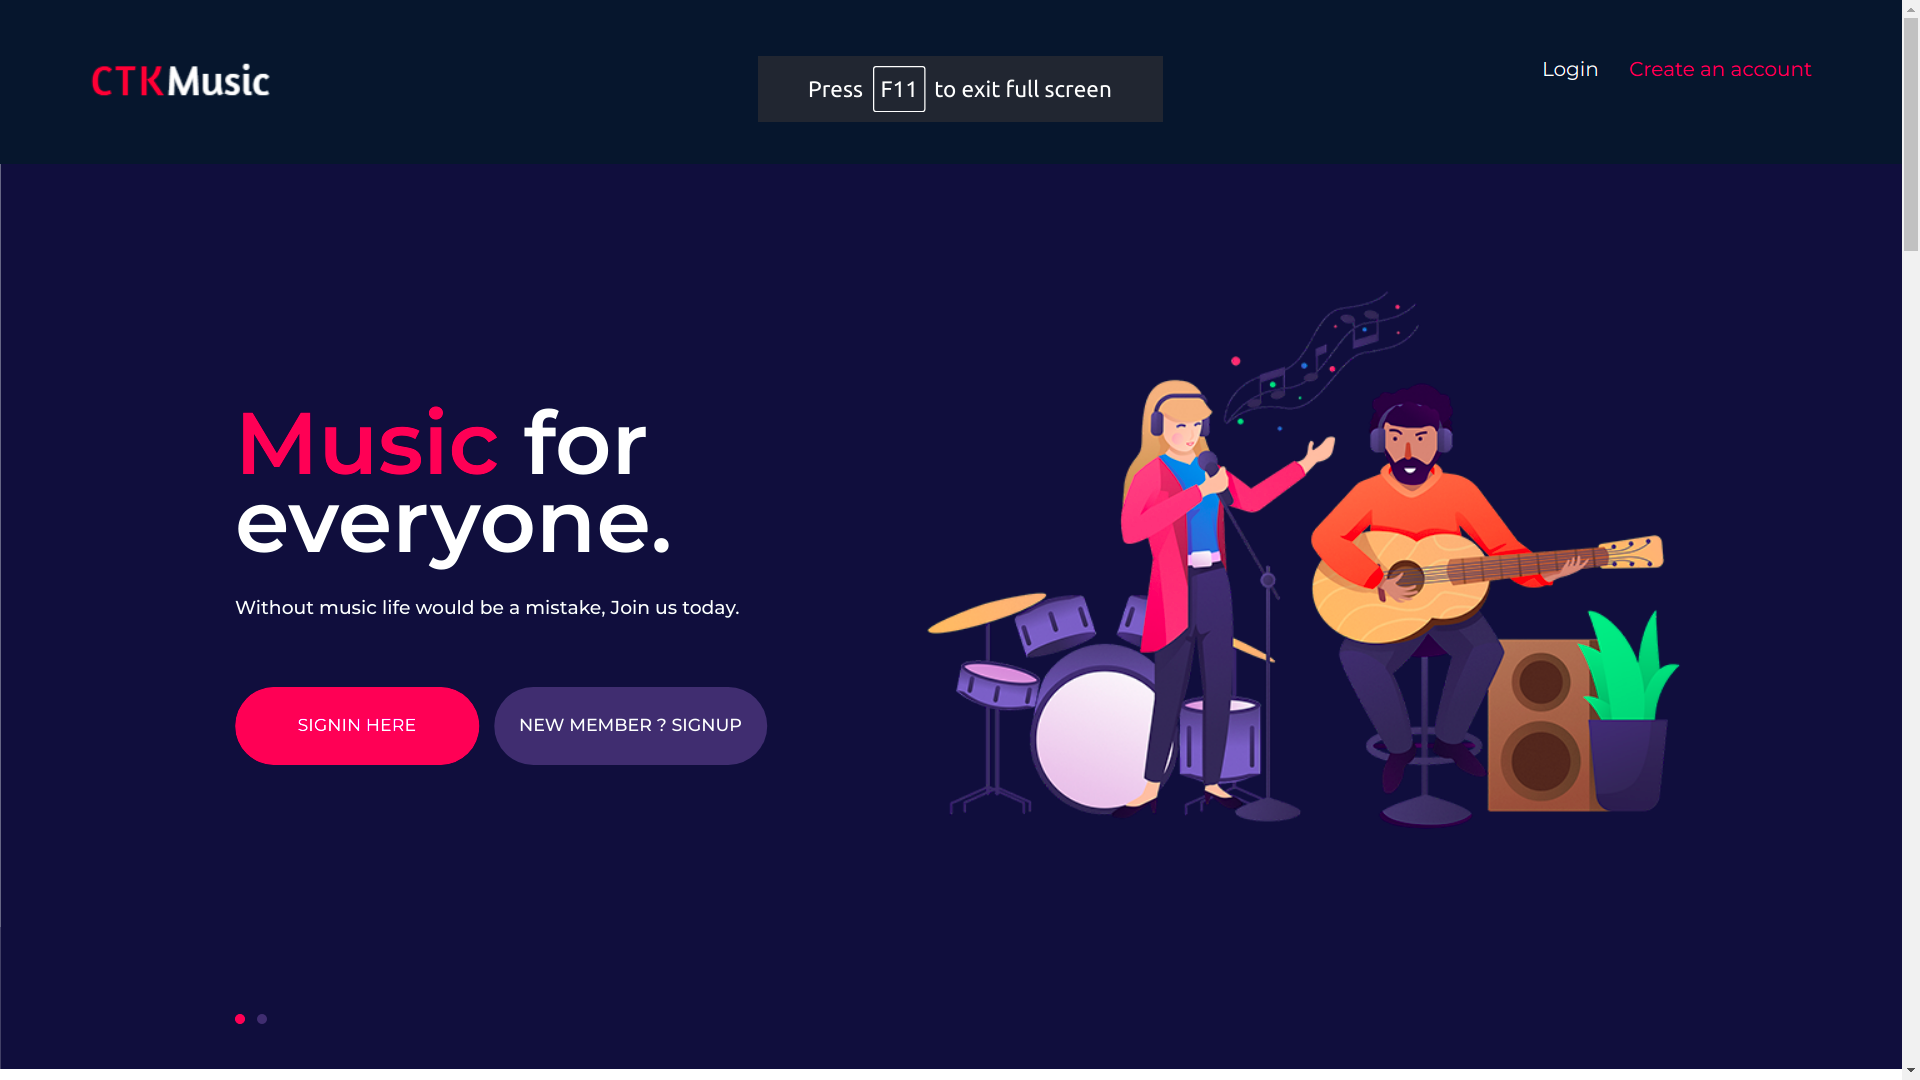 CTKMusic
Press F11 to exit full screen
Login
Create an account
Music for
everyone.
Without music life would be a mistake, Join us today.
SIGNIN HERE
NEW MEMBER ? SIGNUP